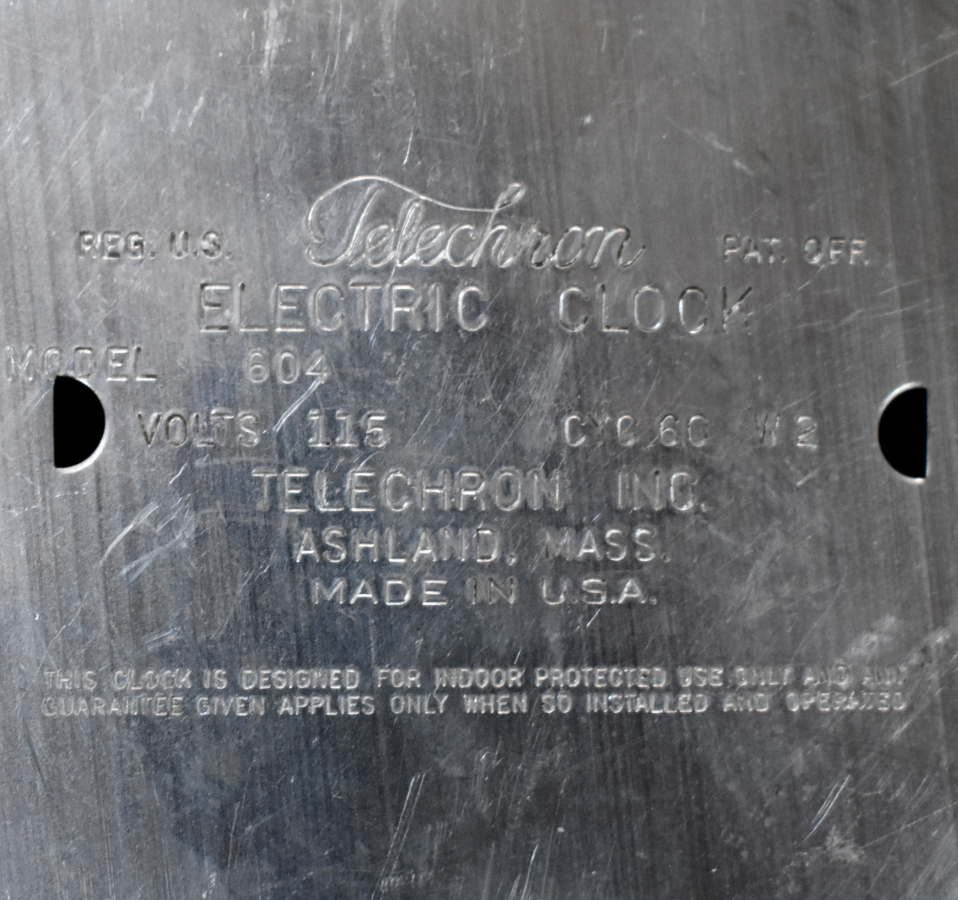 REG. U.S. Telechron PAT. OFF.
ELECTRIC CLOCK
MODEL 604
VOLTS 115 CYC. 60 W 2
TELECHRON INC.
ASHLAND, MASS.
MADE IN U.S.A.
THIS CLOCK IS DESIGNED FOR INDOOR PROTECTED USE ONLY AND ANY
GUARANTEE GIVEN APPLIES ONLY WHEN SO INSTALLED AND OPERATED